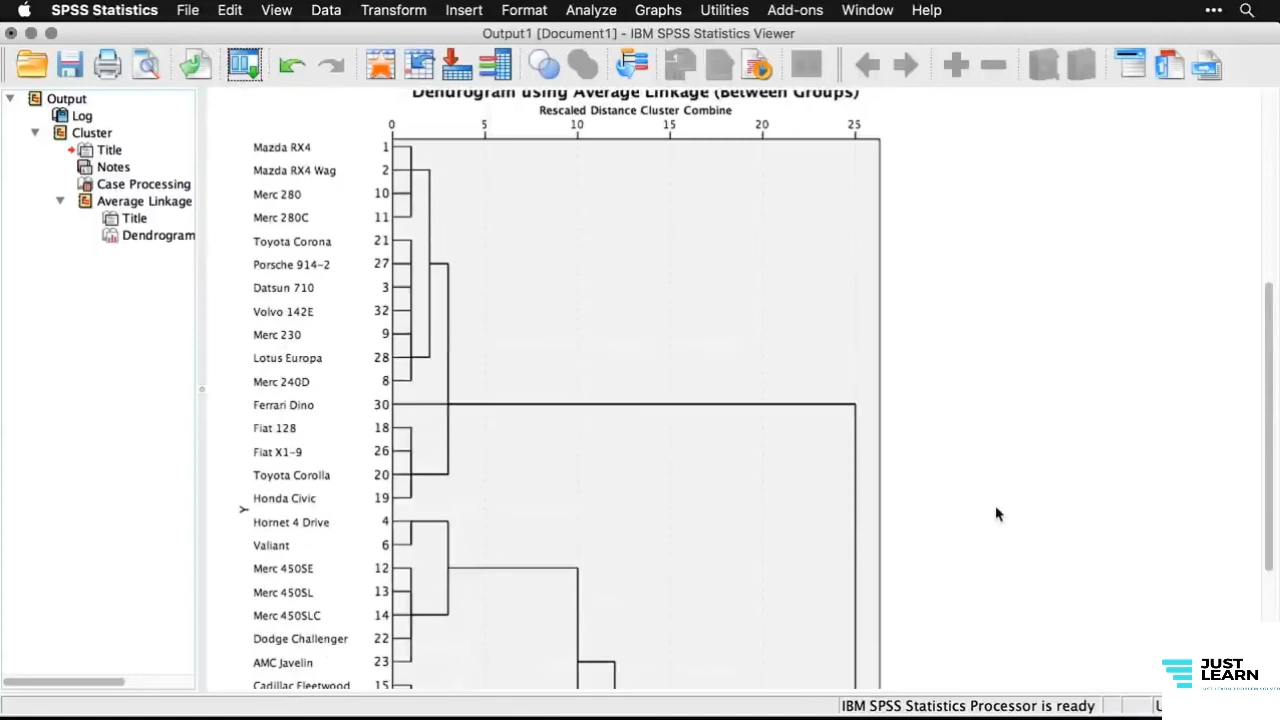 SPSS Statistics File Edit View Data Transform Insert Format Analyze Graphs Utilities Add-ons Window Help
Output1 [Document1] - IBM SPSS Statistics Viewer
Output
Log
Cluster
Title
Notes
Case Processing
Average Linkage
Title
Dendrogram
Dendrogram using Average Linkage (Between Groups)
Rescaled Distance Cluster Combine
0 5 10 15 20 25
Mazda RX4 1
Mazda RX4 Wag 2
Merc 280 10
Merc 280C 11
Toyota Corona 21
Porsche 914-2 27
Datsun 710 3
Volvo 142E 32
Merc 230 9
Lotus Europa 28
Merc 240D 8
Ferrari Dino 30
Fiat 128 18
Fiat X1-9 26
Toyota Corolla 20
Honda Civic 19
Y
Hornet 4 Drive 4
Valiant 6
Merc 450SE 12
Merc 450SL 13
Merc 450SLC 14
Dodge Challenger 22
AMC Javelin 23
Cadillac Fleetwood 15
JUST
LEARN
IBM SPSS Statistics Processor is ready